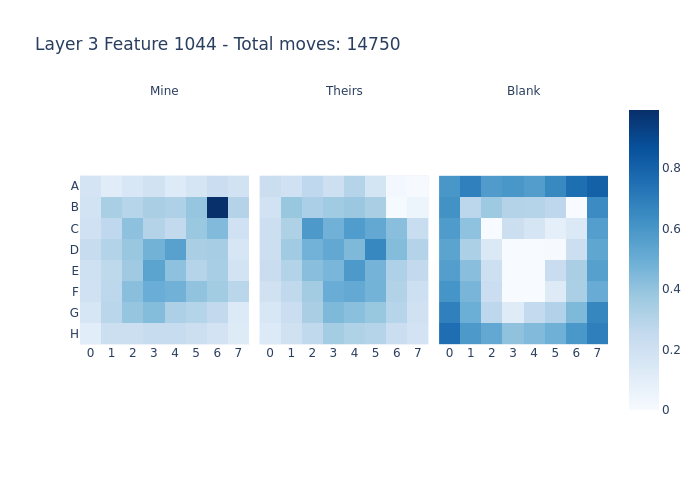 Layer 3 Feature 1044 - Total moves: 14750
Mine Theirs Blank
A
B
C
D
E
F
G
H
0 1 2 3 4 5 6 7 0 1 2 3 4 5 6 7 0 1 2 3 4 5 6 7
0.8
0.6
0.4
0.2
0